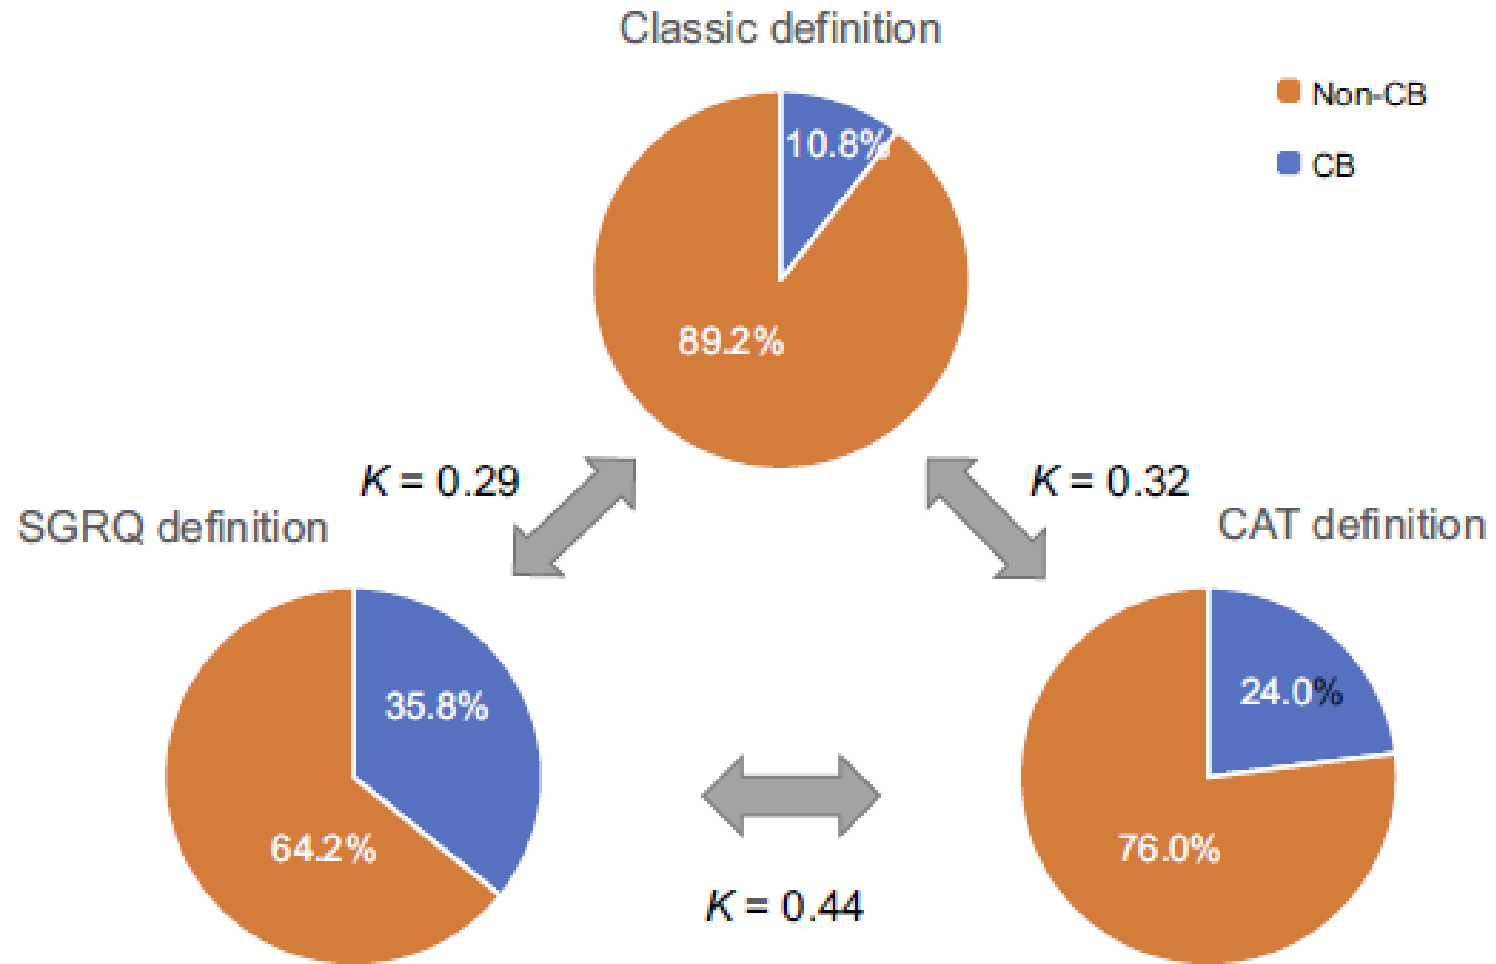 Classic definition
Non-CB
CB
10.8%
89.2%
K = 0.29
K = 0.32
SGRQ definition
CAT definition
35.8%
64.2%
24.0%
76.0%
K = 0.44